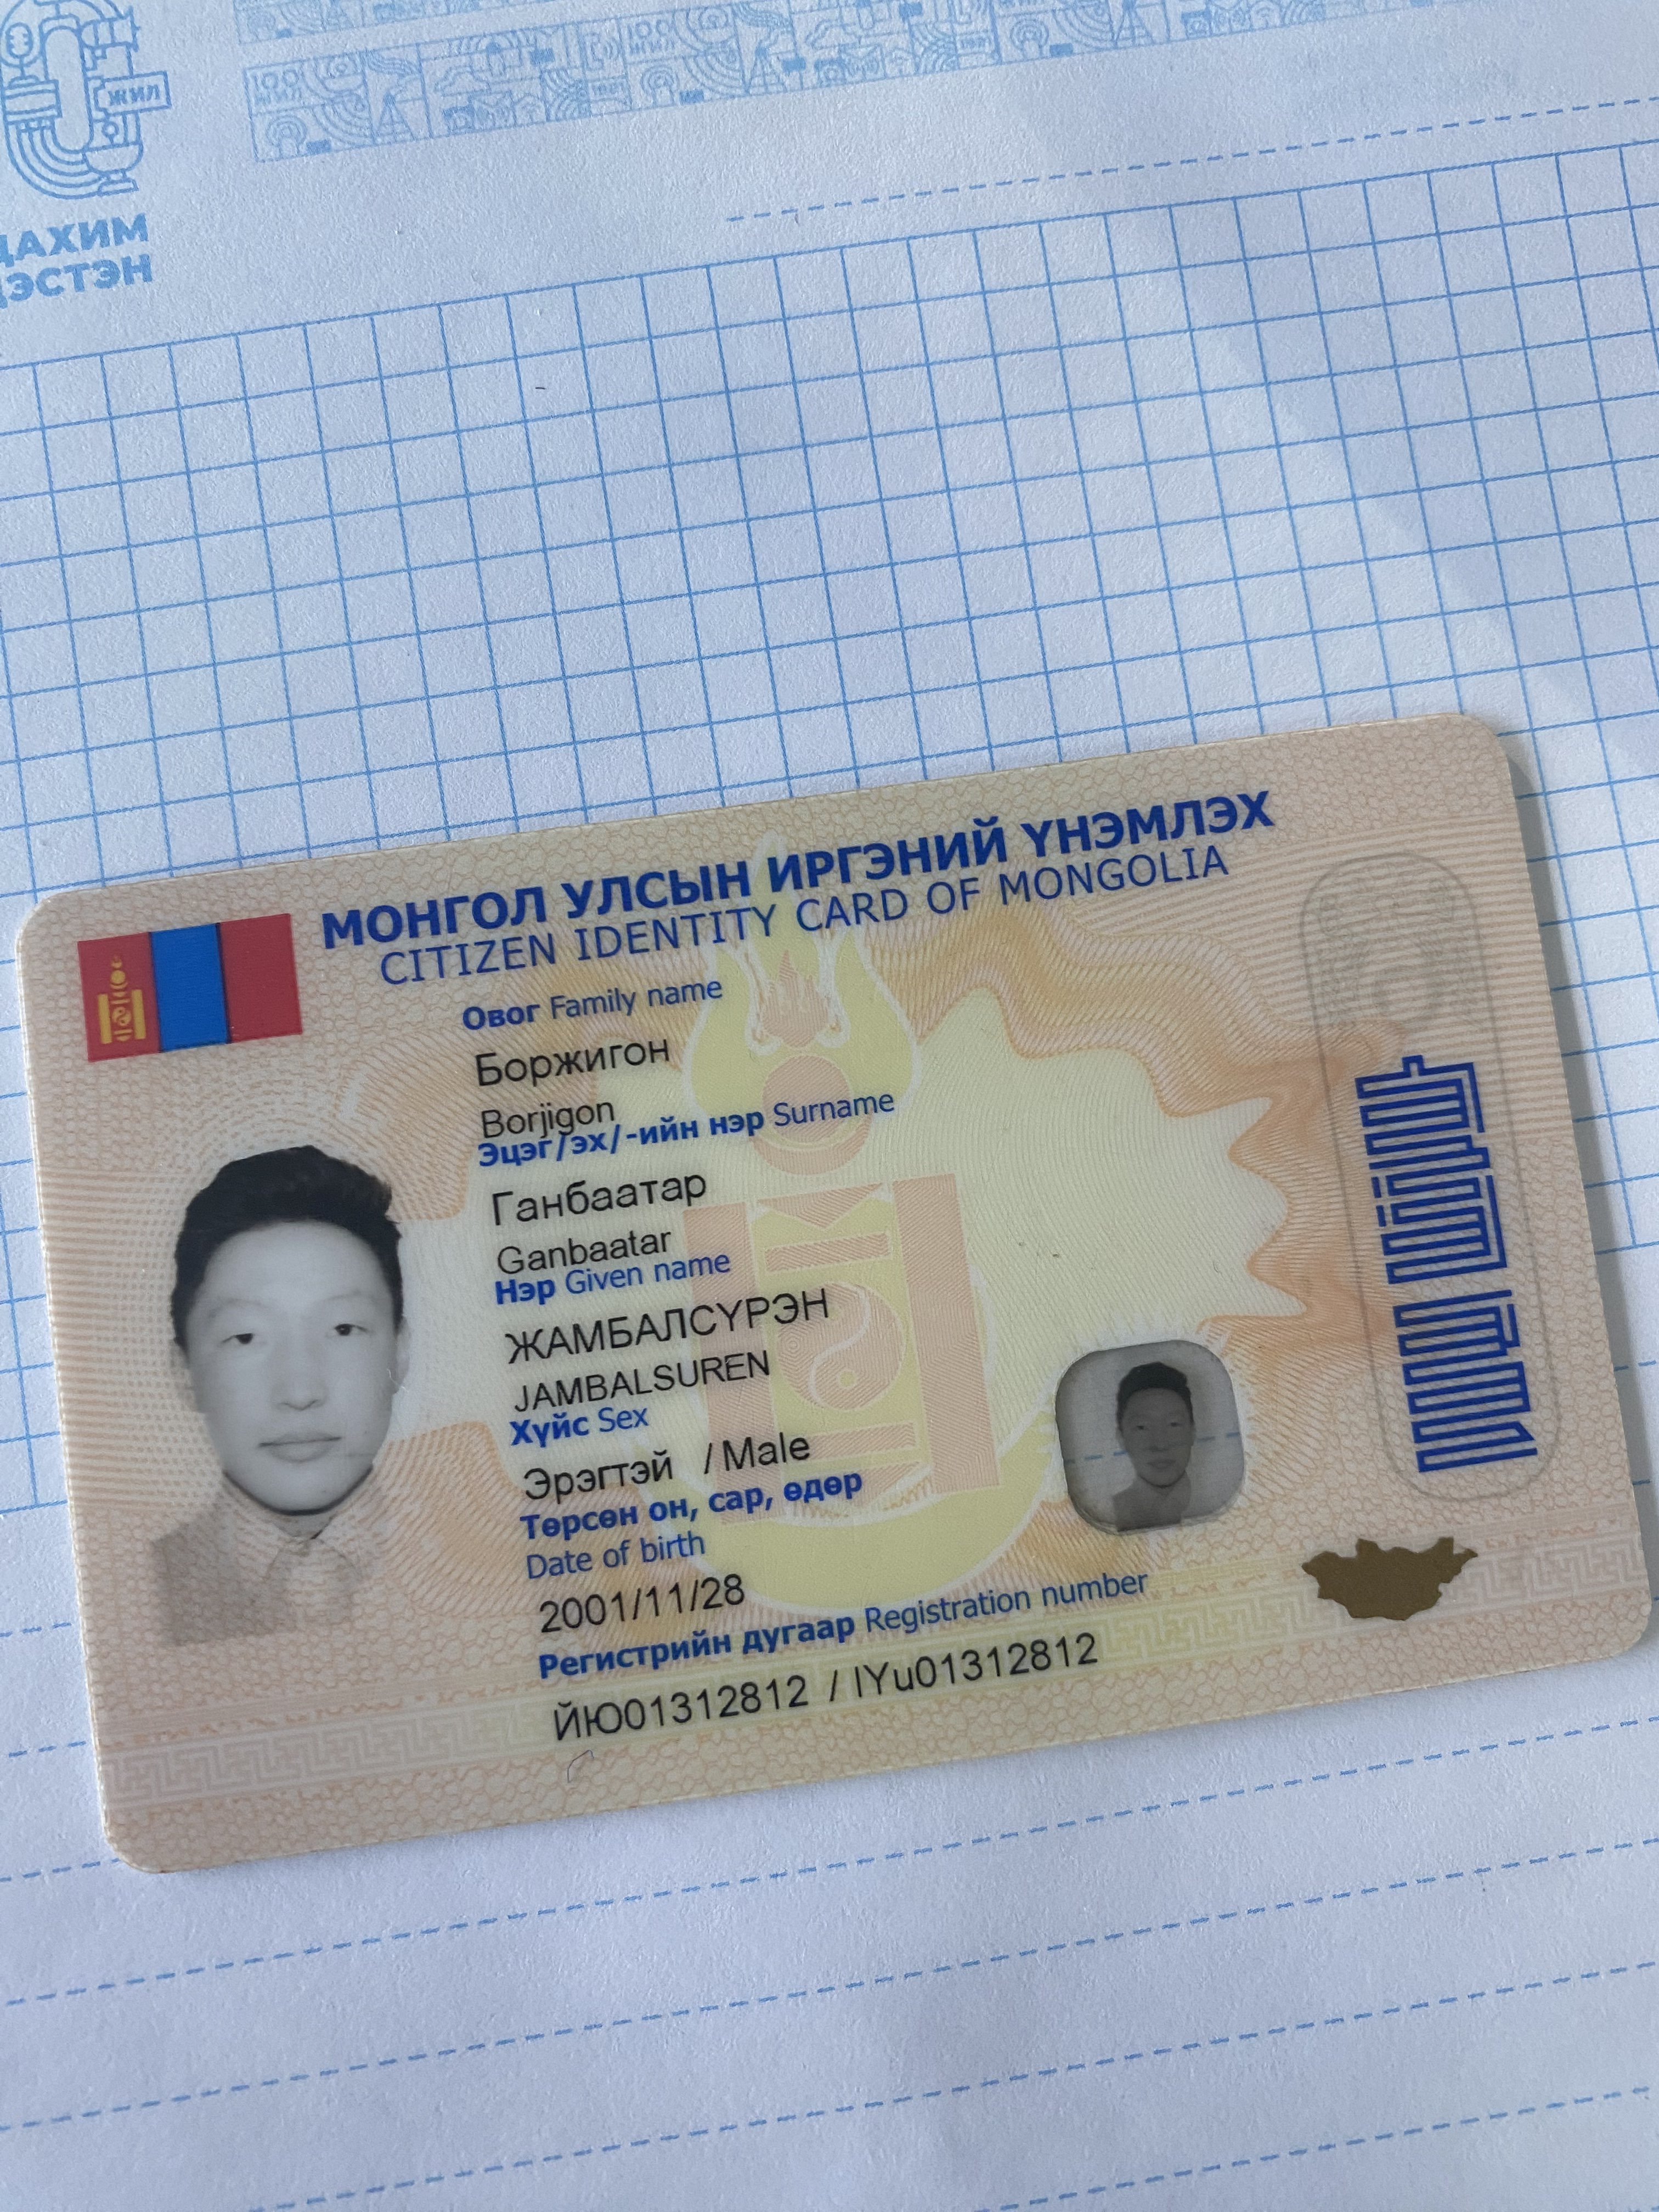 ЖИЛ
ДАХИМ
ҮНДЭСТЭН
МОНГОЛ УЛСЫН ИРГЭНИЙ ҮНЭМЛЭХ
CITIZEN IDENTITY CARD OF MONGOLIA
Овог Family name
Боржигон
Borjigon
Эцэг/эх/-ийн нэр Surname
Ганбаатар
Ganbaatar
Нэр Given name
ЖАМБАЛСҮРЭН
JAMBALSUREN
Хүйс Sex
Эрэгтэй / Male
Төрсөн он, сар, өдөр
Date of birth
2001/11/28
Регистрийн дугаар Registration number
ЙЮ01312812 / IYu01312812